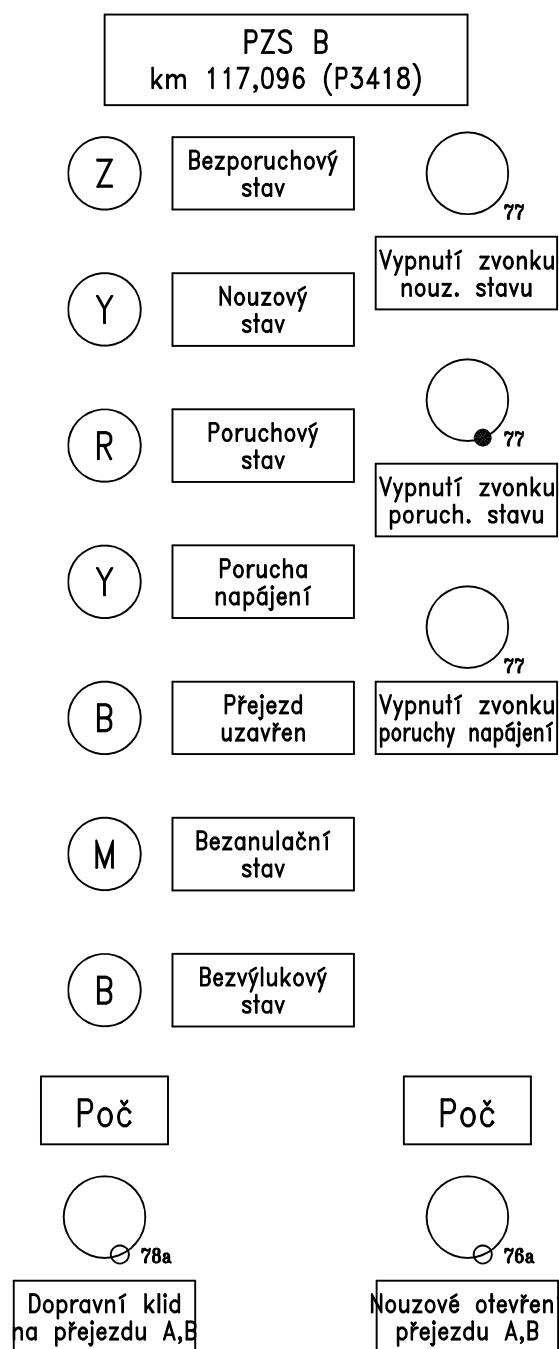 PZS B
km 117,096 (P3418)
Z
Bezporuchový
stav
77
Vypnutí zvonku
nouz. stavu
Y
Nouzový
stav
R
Poruchový
stav
77
Vypnutí zvonku
poruch. stavu
Y
Porucha
napájení
77
B
Přejezd
uzavřen
Vypnutí zvonku
poruchy napájení
M
Bezanulační
stav
B
Bezvýlukový
stav
Poč
Poč
78a
76a
Dopravní klid
na přejezdu A,B
Nouzové otevření
přejezdu A,B